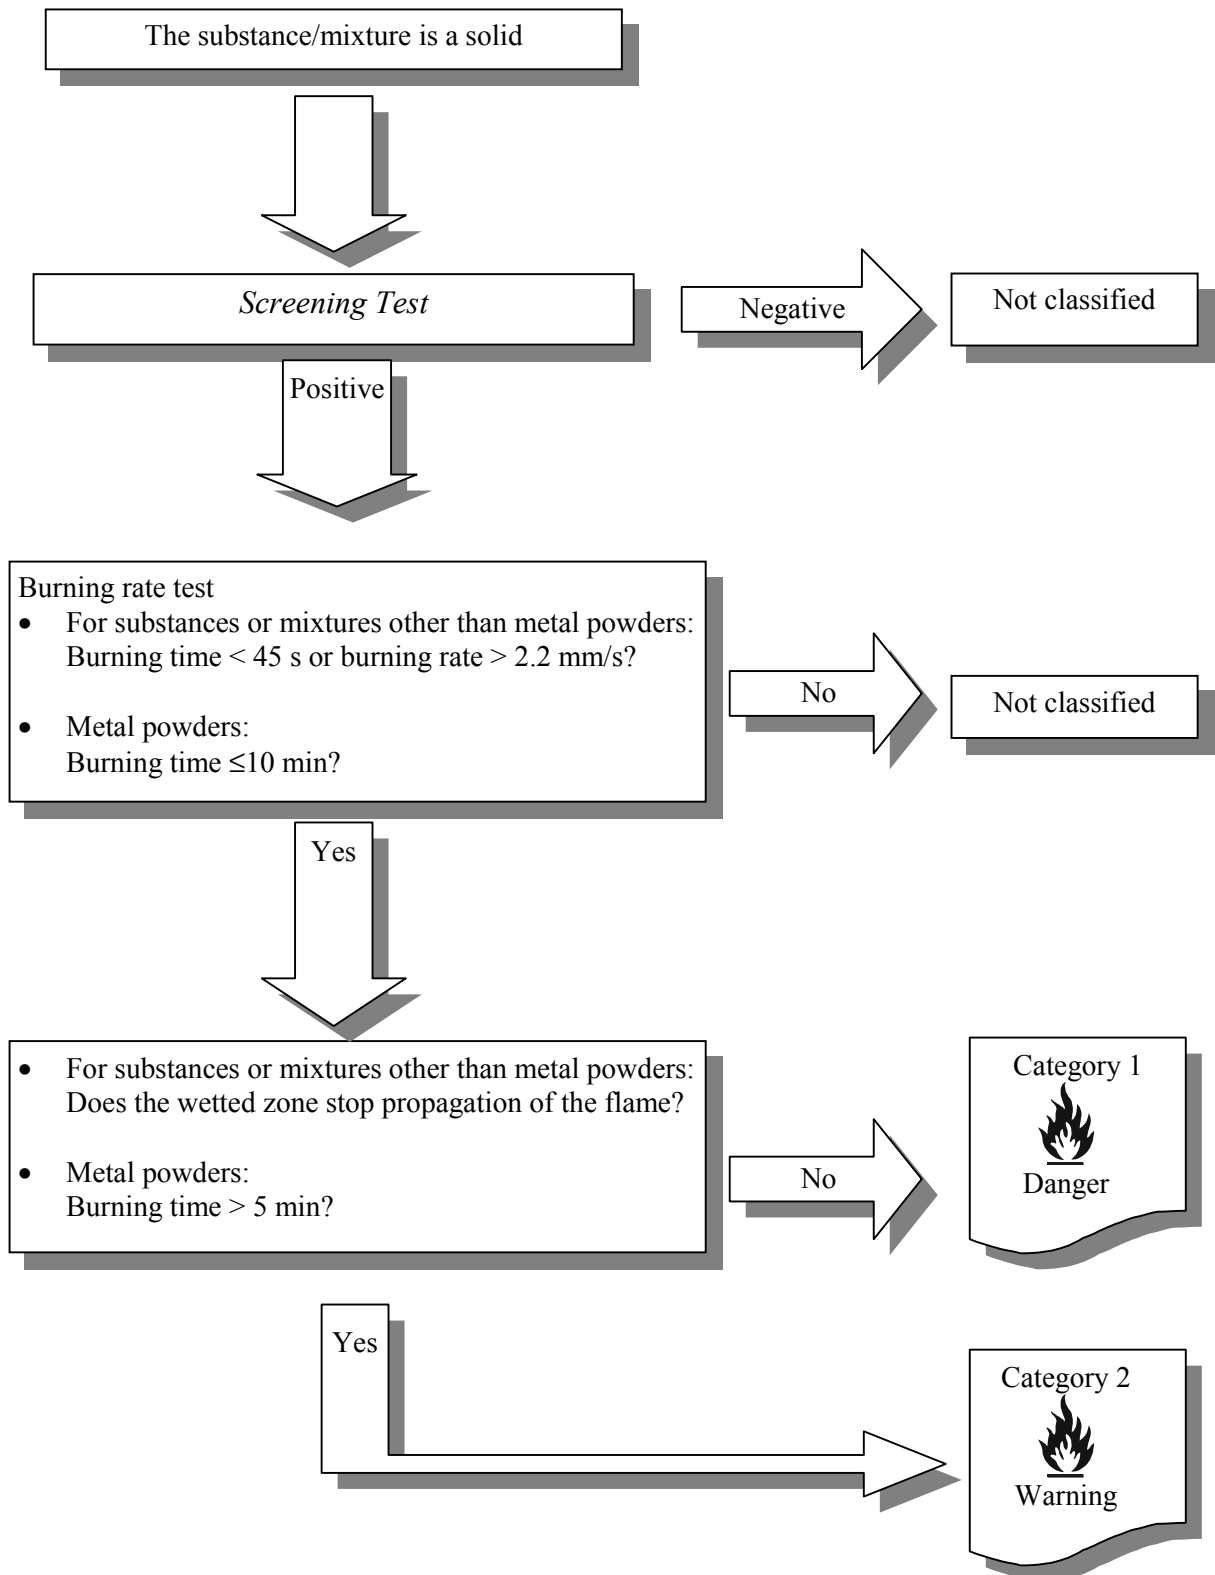 The substance/mixture is a solid
Screening Test
Negative
Not classified
Positive
Burning rate test
• For substances or mixtures other than metal powders:
Burning time < 45 s or burning rate > 2.2 mm/s?
• Metal powders:
Burning time ≤10 min?
No
Not classified
Yes
• For substances or mixtures other than metal powders:
Does the wetted zone stop propagation of the flame?
• Metal powders:
Burning time > 5 min?
No
Category 1
Danger
Yes
Category 2
Warning